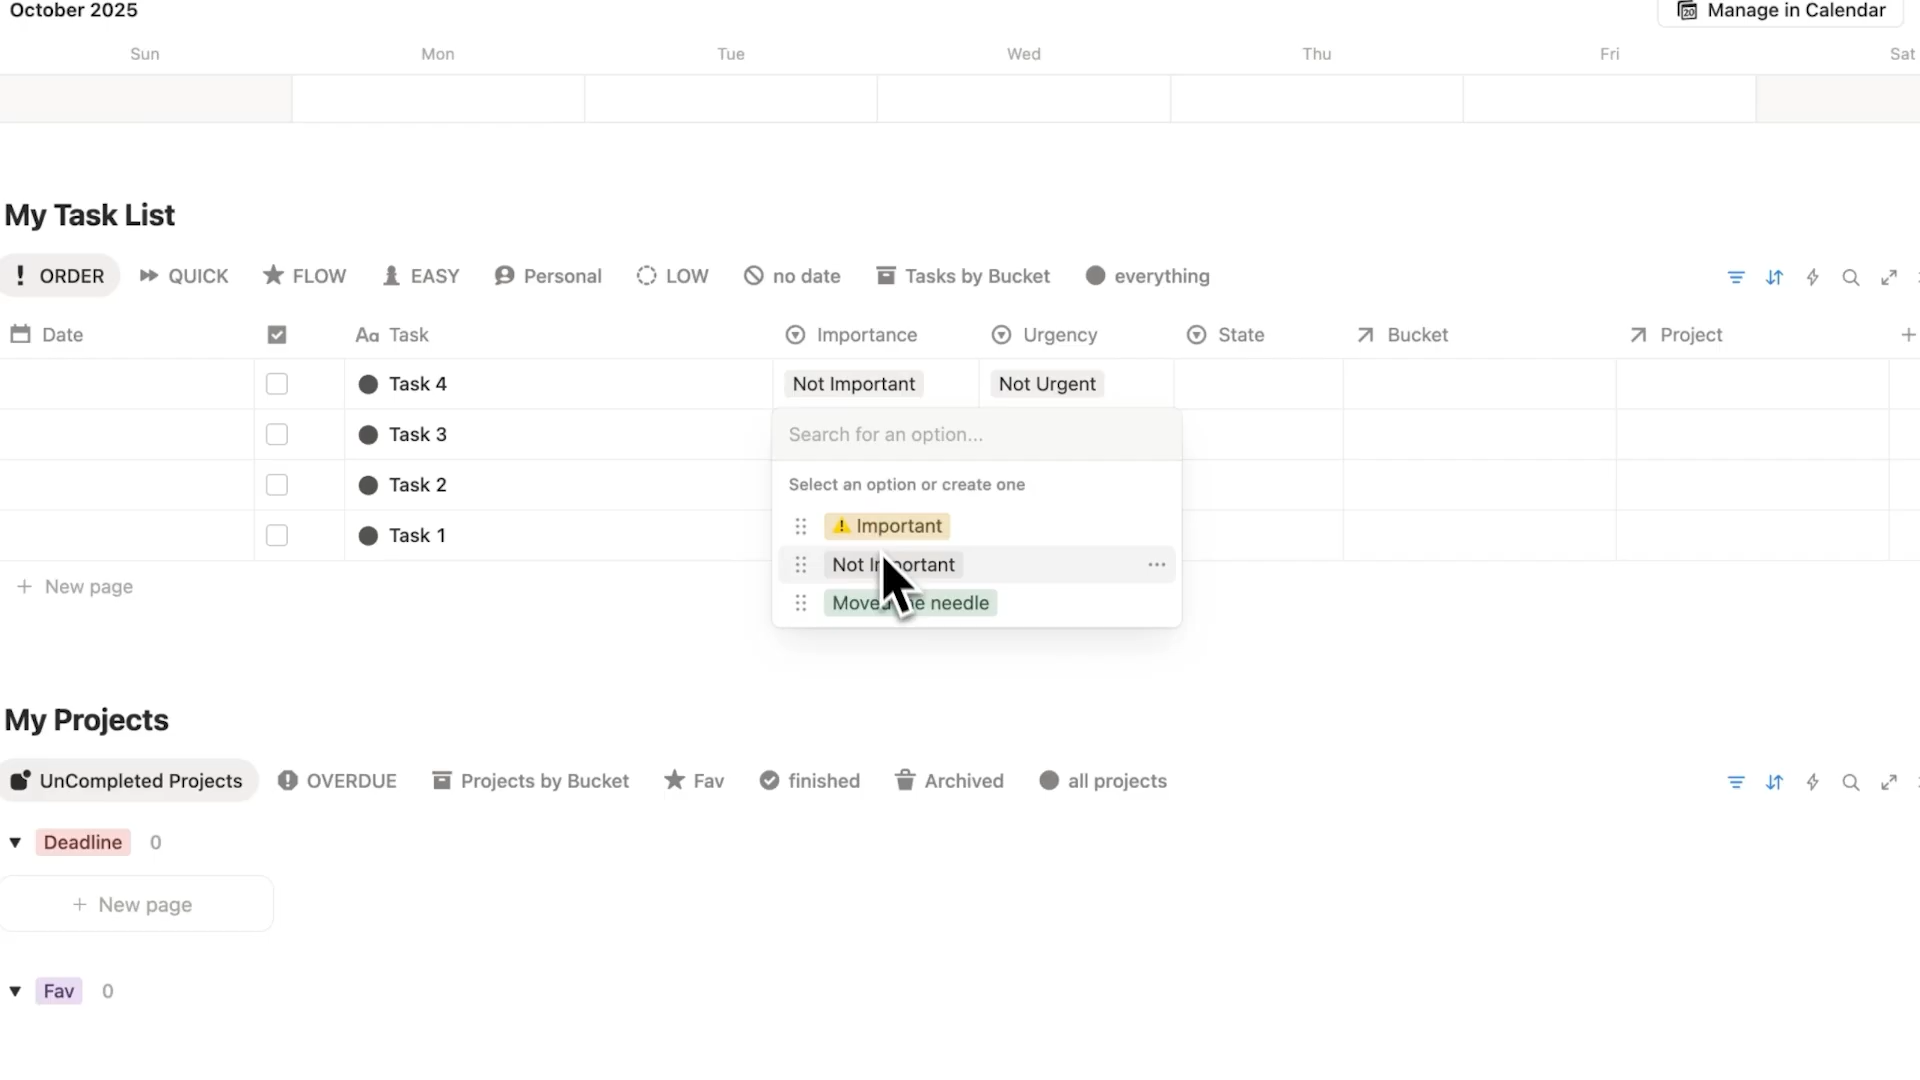 October 2025
Manage in Calendar
Sun Mon Tue Wed Thu Fri Sat
My Task List
ORDER QUICK FLOW EASY Personal LOW no date Tasks by Bucket everything
Date Aa Task Importance Urgency State Bucket Project
Task 4 Not Important Not Urgent
Task 3 Search for an option...
Task 2 Select an option or create one
Important
Task 1
Not Important
New page
Moves the needle
My Projects
UnCompleted Projects OVERDUE Projects by Bucket Fav finished Archived all projects
Deadline 0
New page
Fav 0